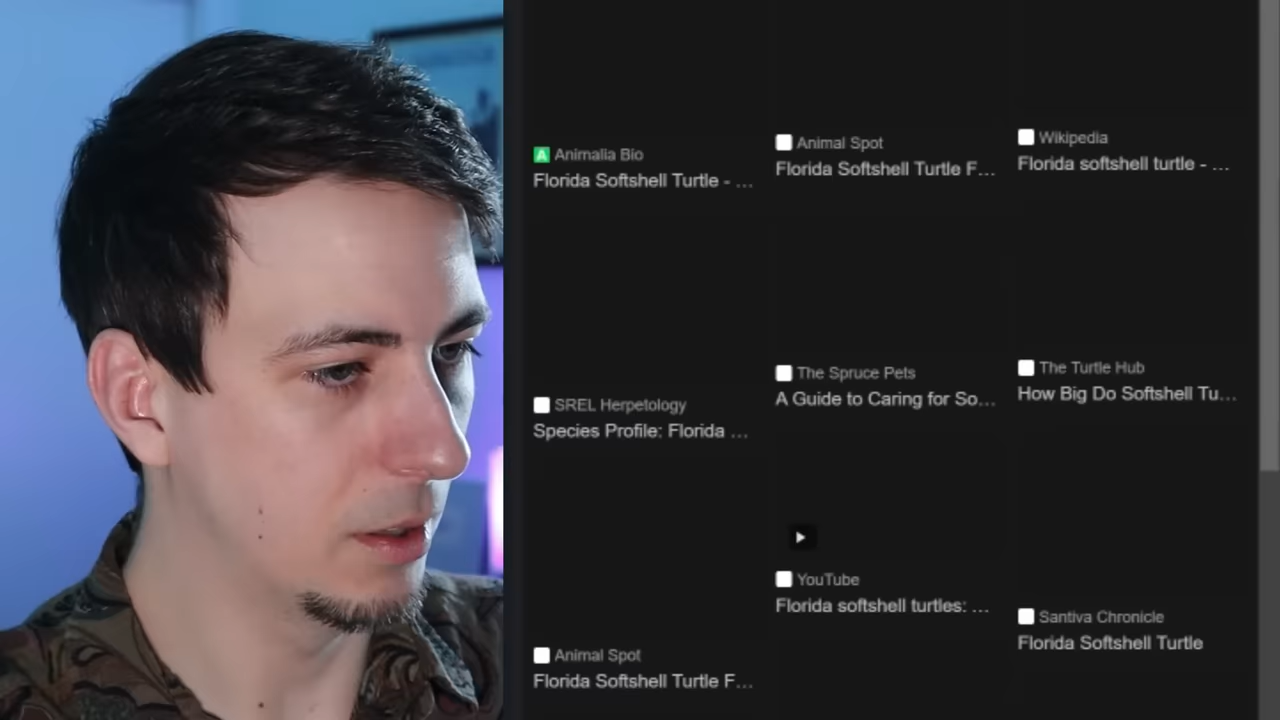 A Animalia Bio
Florida Softshell Turtle - ...
Animal Spot
Florida Softshell Turtle F...
Wikipedia
Florida softshell turtle - ...
SREL Herpetology
Species Profile: Florida ...
The Spruce Pets
A Guide to Caring for So...
The Turtle Hub
How Big Do Softshell Tu...
Animal Spot
Florida Softshell Turtle F...
YouTube
Florida softshell turtles: ...
Santiva Chronicle
Florida Softshell Turtle